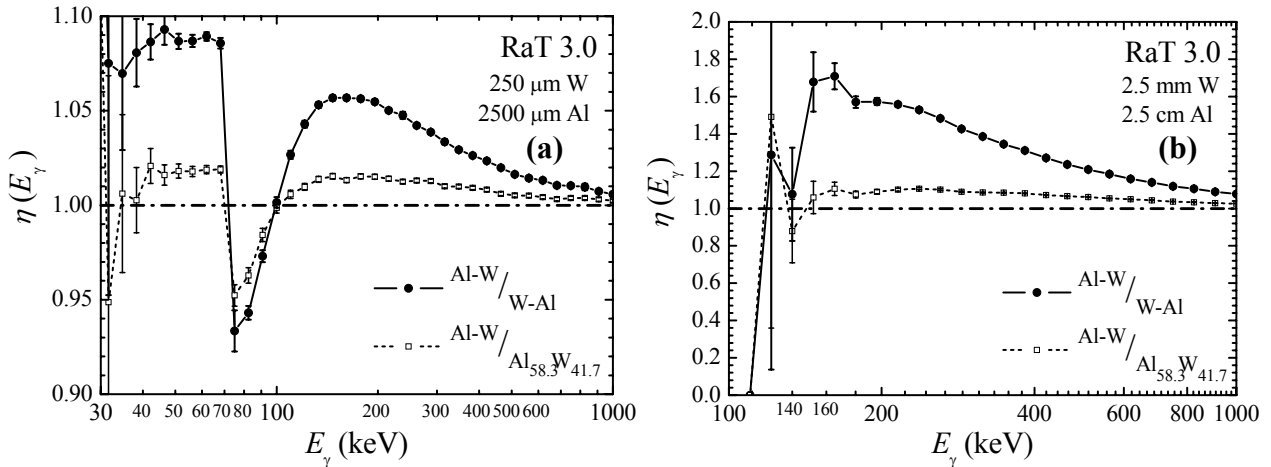 RaT 3.0
250 μm W
2500 μm Al
(a)
η (Eγ)
1.10
1.05
1.00
0.95
0.90
Al-W/W-Al
Al-W/Al58.3W41.7
30 40 50 60 70 80 100 200 300 400 500 600 1000
Eγ (keV)
RaT 3.0
2.5 mm W
2.5 cm Al
(b)
η (Eγ)
2.0
1.8
1.6
1.4
1.2
1.0
0.8
0.6
0.4
0.2
0.0
Al-W/W-Al
Al-W/Al58.3W41.7
100 140 160 200 400 600 800 1000
Eγ (keV)